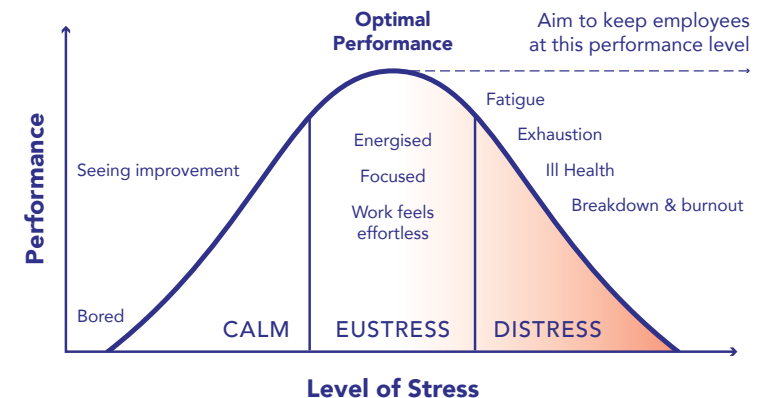 Optimal
Performance
Aim to keep employees
at this performance level
Performance
Fatigue
Energised
Exhaustion
Seeing improvement
Focused
Ill Health
Work feels
effortless
Breakdown & burnout
Bored
CALM
EUSTRESS
DISTRESS
Level of Stress